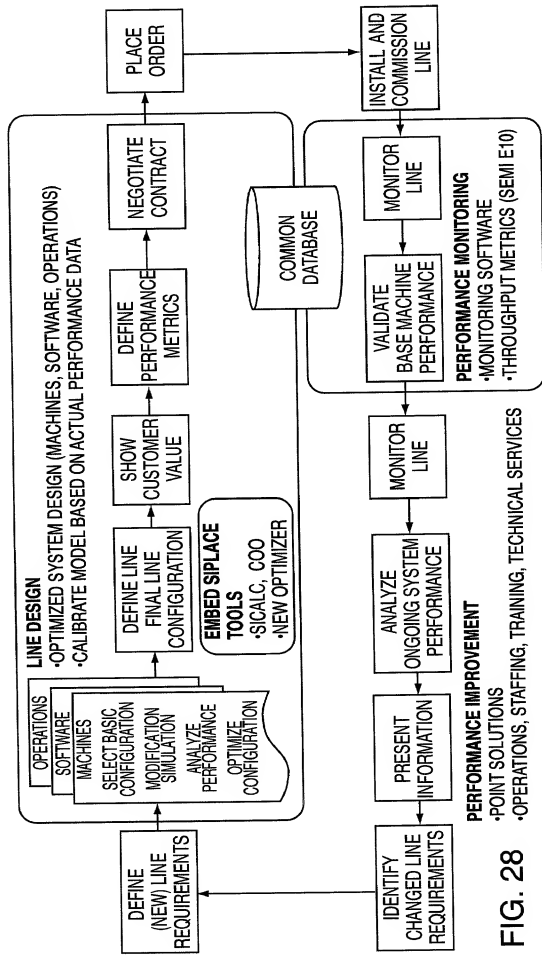 LINE DESIGN
•OPTIMIZED SYSTEM DESIGN (MACHINES, SOFTWARE, OPERATIONS)
•CALIBRATE MODEL BASED ON ACTUAL PERFORMANCE DATA
DEFINE
(NEW) LINE
REQUIREMENTS
OPERATIONS
SOFTWARE
MACHINES
SELECT BASIC
CONFIGURATION
MODIFICATION
SIMULATION
ANALYZE
PERFORMANCE
OPTIMIZE
CONFIGURATION
DEFINE LINE
FINAL LINE
CONFIGURATION
SHOW
CUSTOMER
VALUE
DEFINE
PERFORMANCE
METRICS
NEGOTIATE
CONTRACT
PLACE
ORDER
EMBED SIPLACE
TOOLS
•SICALC, COO
•NEW OPTIMIZER
COMMON
DATABASE
INSTALL AND
COMMISSION
LINE
MONITOR
LINE
VALIDATE
BASE MACHINE
PERFORMANCE
PERFORMANCE MONITORING
•MONITORING SOFTWARE
•THROUGHPUT METRICS (SEMI E10)
MONITOR
LINE
ANALYZE
ONGOING SYSTEM
PERFORMANCE
PRESENT
INFORMATION
IDENTIFY
CHANGED LINE
REQUIREMENTS
PERFORMANCE IMPROVEMENT
•POINT SOLUTIONS
•OPERATIONS, STAFFING, TRAINING, TECHNICAL SERVICES
FIG. 28